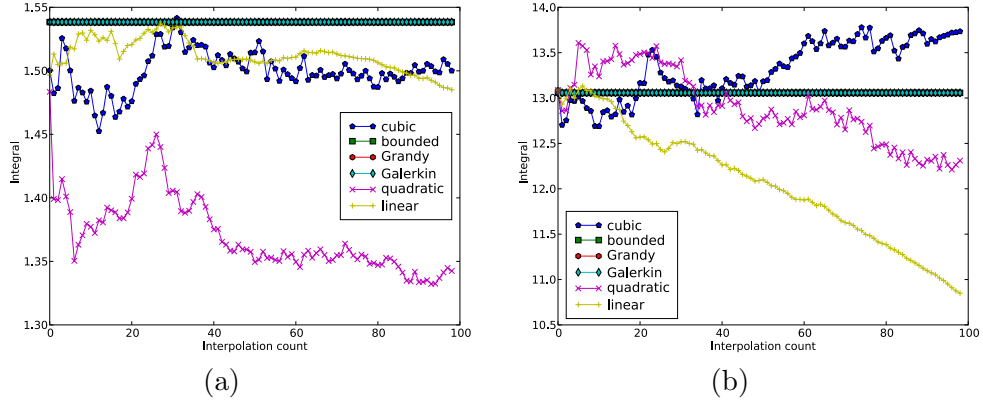 1.55
1.50
1.45
1.40
1.35
1.30
Integral
0 20 40 60 80 100
Interpolation count
cubic
bounded
Grandy
Galerkin
quadratic
linear
(a)
14.0
13.5
13.0
12.5
12.0
11.5
11.0
10.5
Integral
0 20 40 60 80 100
Interpolation count
cubic
bounded
Grandy
Galerkin
quadratic
linear
(b)